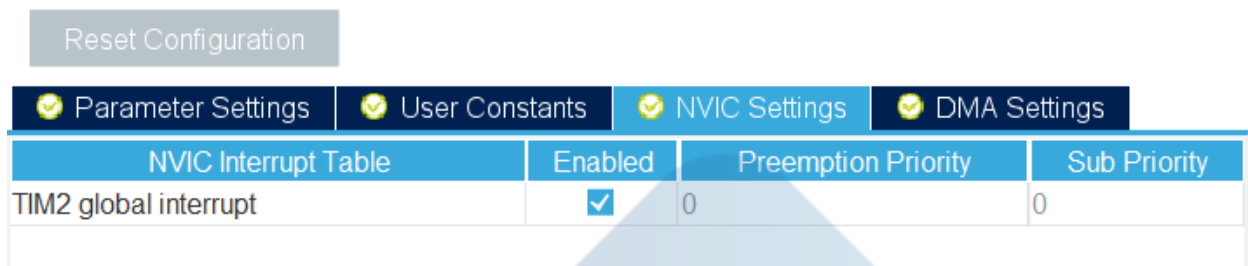 Reset Configuration
Parameter Settings User Constants NVIC Settings DMA Settings
NVIC Interrupt Table Enabled Preemption Priority Sub Priority
TIM2 global interrupt 0 0